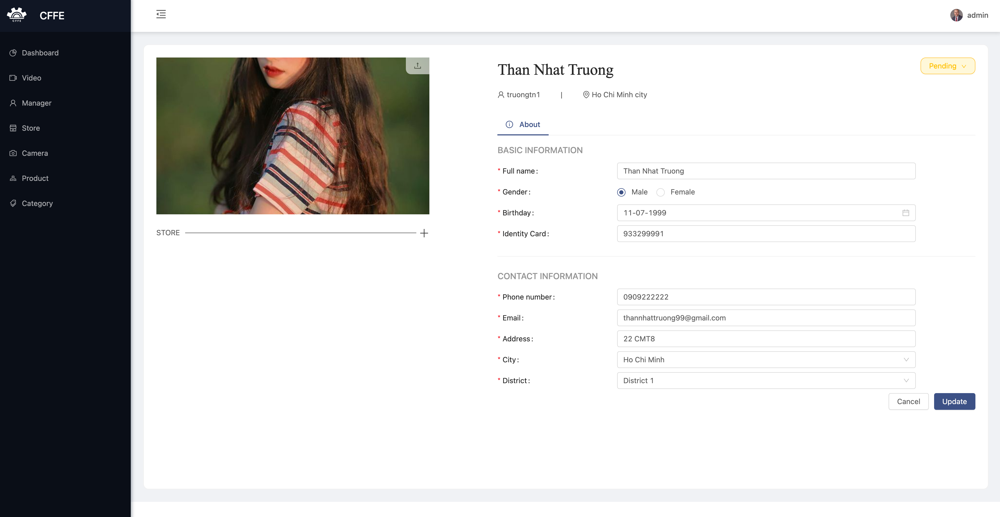 CFFE
CFFE
admin
Dashboard
Video
Manager
Store
Camera
Product
Category
STORE
Than Nhat Truong
Pending
truongtn1 | Ho Chi Minh city
About
BASIC INFORMATION
* Full name: Than Nhat Truong
* Gender: Male Female
* Birthday: 11-07-1999
* Identity Card: 933299991
CONTACT INFORMATION
* Phone number: 0909222222
* Email: thannhattruong99@gmail.com
* Address: 22 CMT8
* City: Ho Chi Minh
* District: District 1
Cancel Update